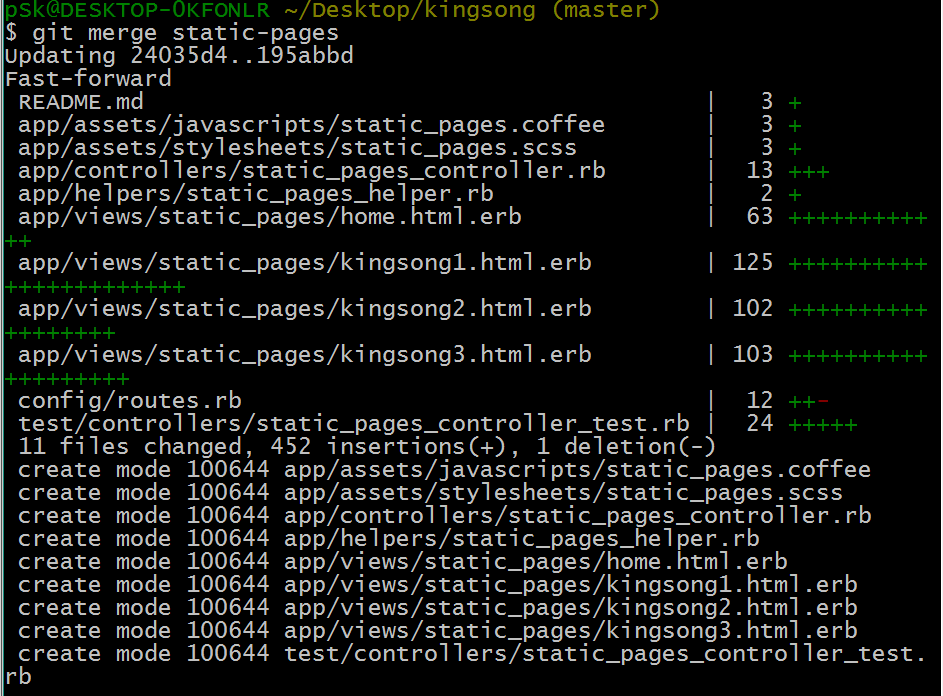 pSk@DESKTOP-0KFONLR ~/Desktop/kingsong (master)
$ git merge static-pages
Updating 24035d4..195abbd
Fast-forward
 README.md                                         |   3 +
 app/assets/javascripts/static_pages.coffee        |   3 +
 app/assets/stylesheets/static_pages.scss          |   3 +
 app/controllers/static_pages_controller.rb        |  13 +++
 app/helpers/static_pages_helper.rb                |   2 +
 app/views/static_pages/home.html.erb              |  63 ++++++++++
++
 app/views/static_pages/kingsong1.html.erb         | 125 ++++++++++
+++++++++++++
 app/views/static_pages/kingsong2.html.erb         | 102 ++++++++++
++++++++
 app/views/static_pages/kingsong3.html.erb         | 103 ++++++++++
+++++++++
 config/routes.rb                                  |  12 ++-
 test/controllers/static_pages_controller_test.rb |  24 +++++
 11 files changed, 452 insertions(+), 1 deletion(-)
 create mode 100644 app/assets/javascripts/static_pages.coffee
 create mode 100644 app/assets/stylesheets/static_pages.scss
 create mode 100644 app/controllers/static_pages_controller.rb
 create mode 100644 app/helpers/static_pages_helper.rb
 create mode 100644 app/views/static_pages/home.html.erb
 create mode 100644 app/views/static_pages/kingsong1.html.erb
 create mode 100644 app/views/static_pages/kingsong2.html.erb
 create mode 100644 app/views/static_pages/kingsong3.html.erb
 create mode 100644 test/controllers/static_pages_controller_test.
rb